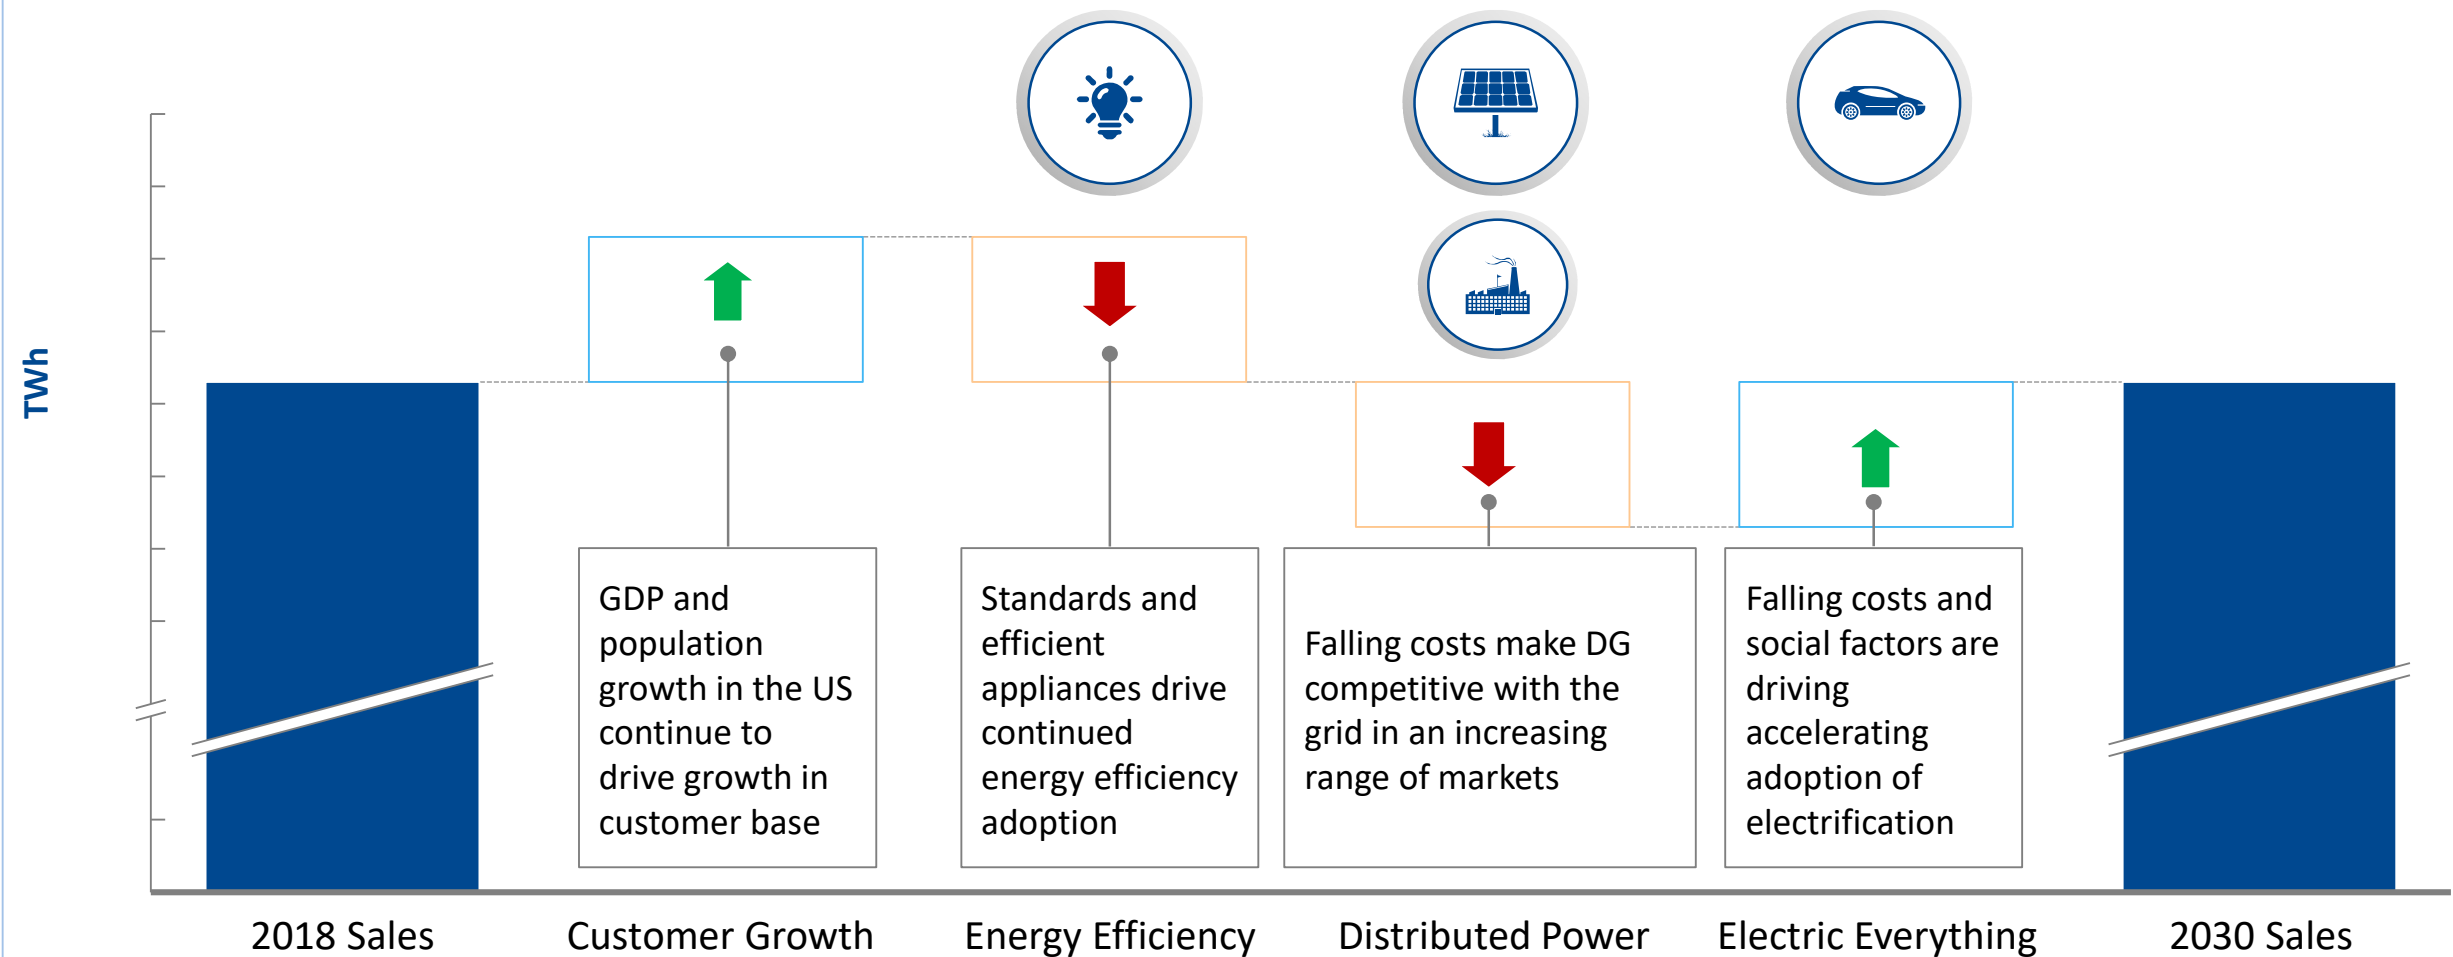 TWh
GDP and
population
growth in the US
continue to
drive growth in
customer base
Standards and
efficient
appliances drive
continued
energy efficiency
adoption
Falling costs make DG
competitive with the
grid in an increasing
range of markets
Falling costs and
social factors are
driving
accelerating
adoption of
electrification
2018 Sales
Customer Growth
Energy Efficiency
Distributed Power
Electric Everything
2030 Sales